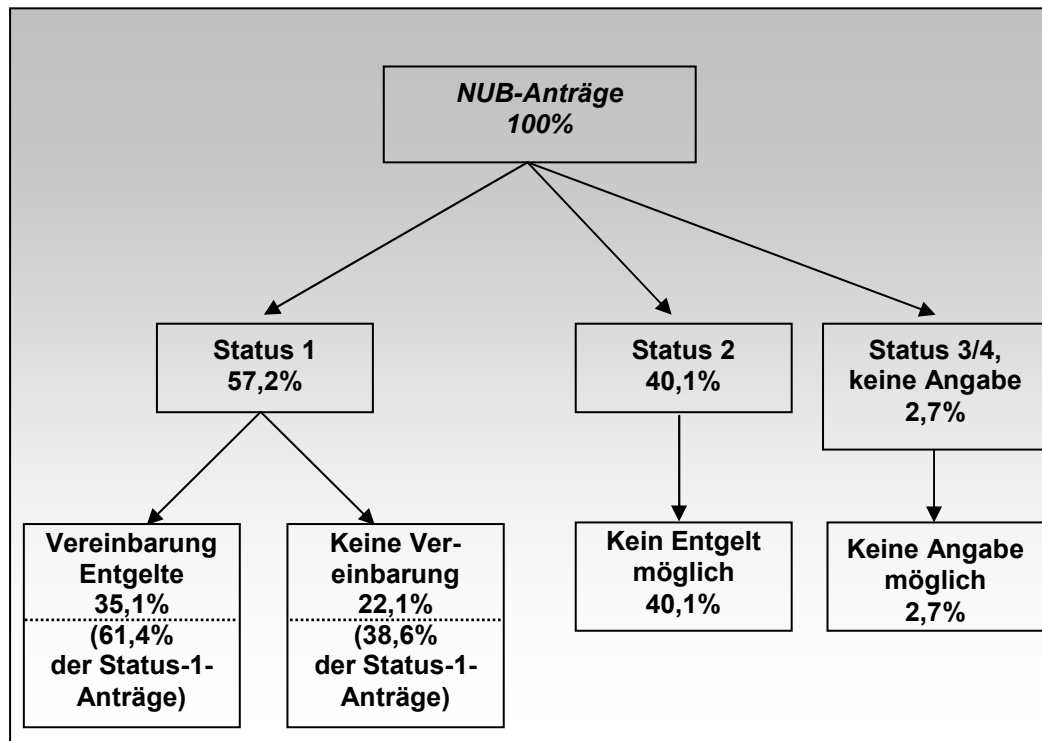 NUB-Anträge
100%
Status 1
57,2%
Status 2
40,1%
Status 3/4,
keine Angabe
2,7%
Vereinbarung
Entgelte
35,1%
(61,4%
der Status-1-
Anträge)
Keine Ver-
einbarung
22,1%
(38,6%
der Status-1-
Anträge)
Kein Entgelt
möglich
40,1%
Keine Angabe
möglich
2,7%